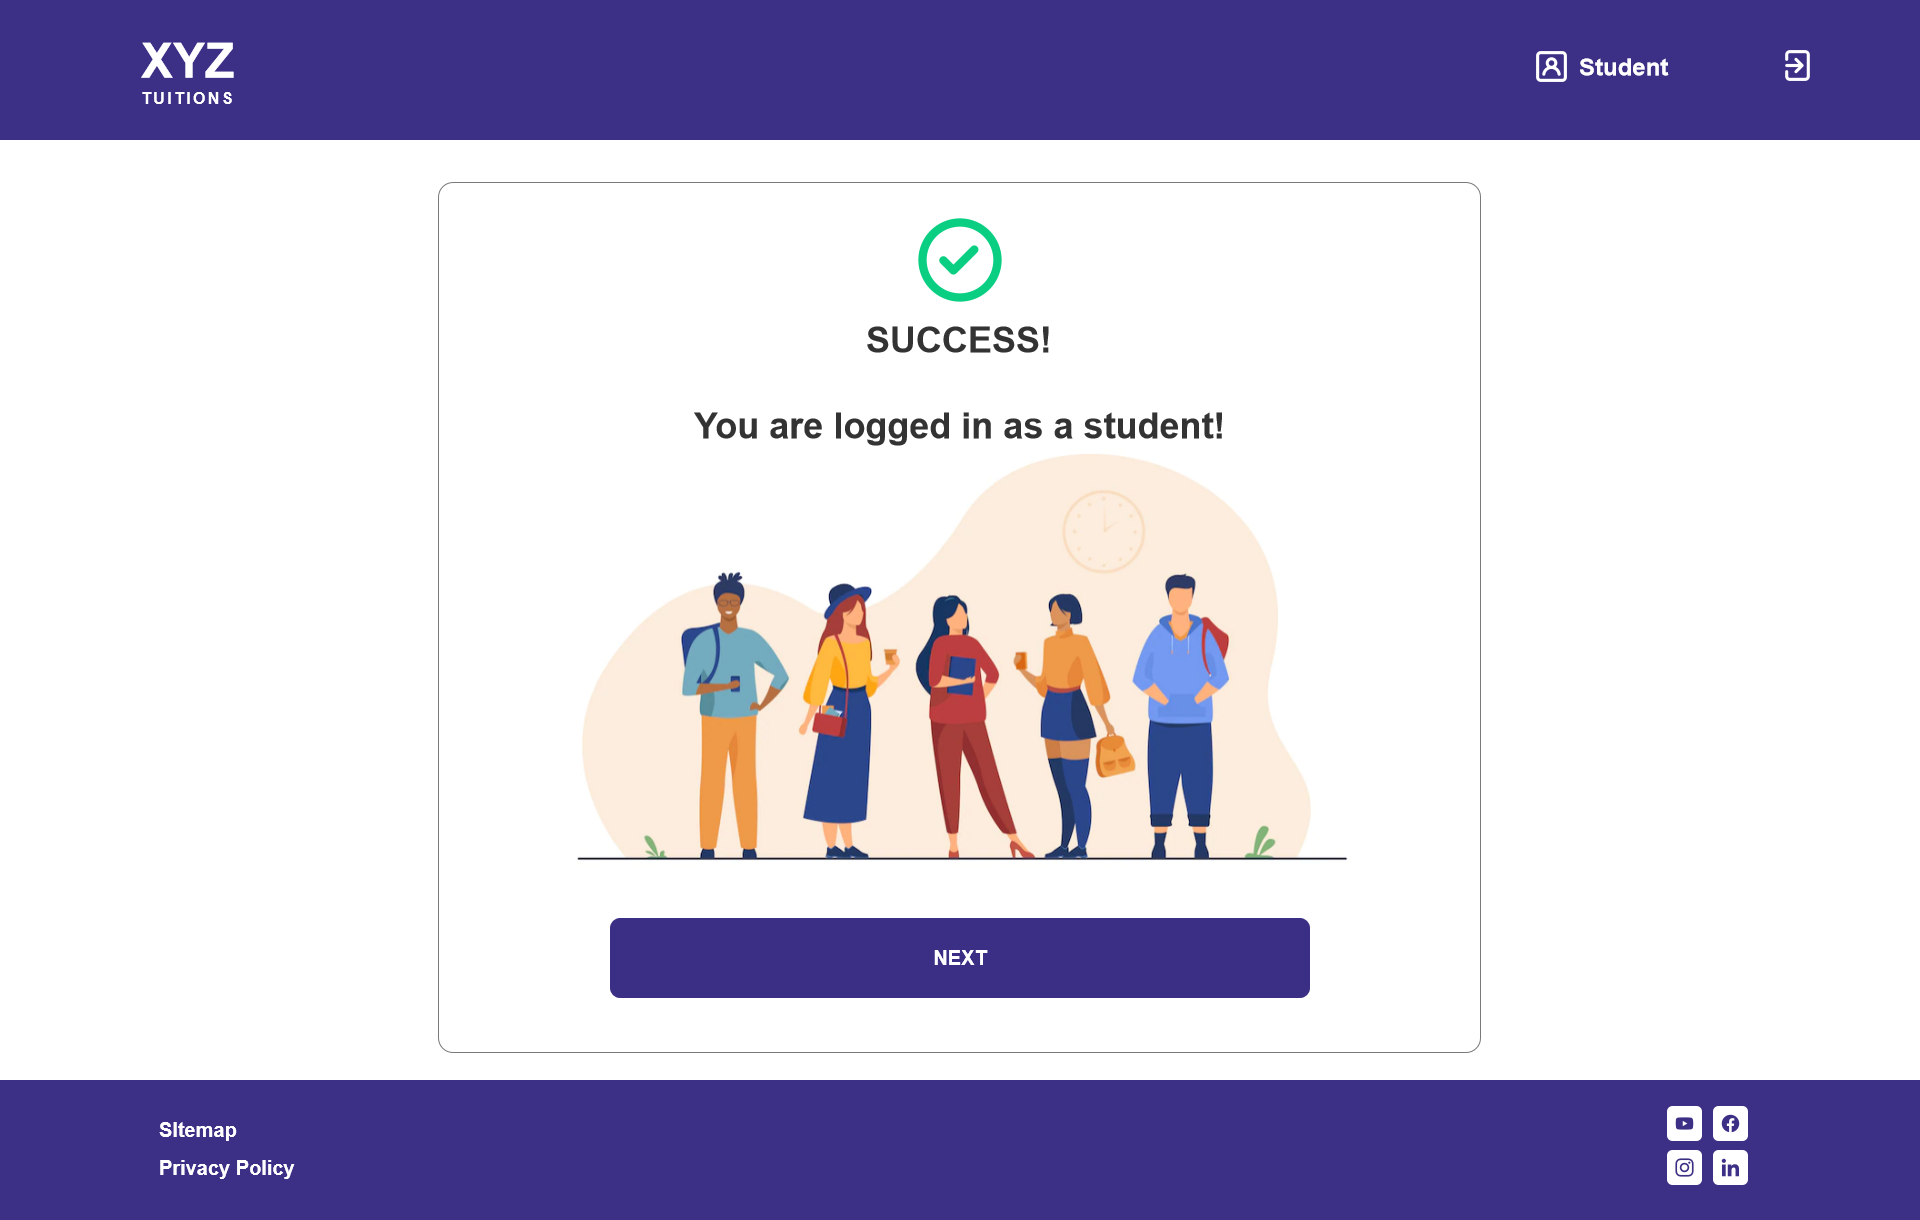 XYZ
TUITIONS
Student
SUCCESS!
You are logged in as a student!
NEXT
SItemap
Privacy Policy